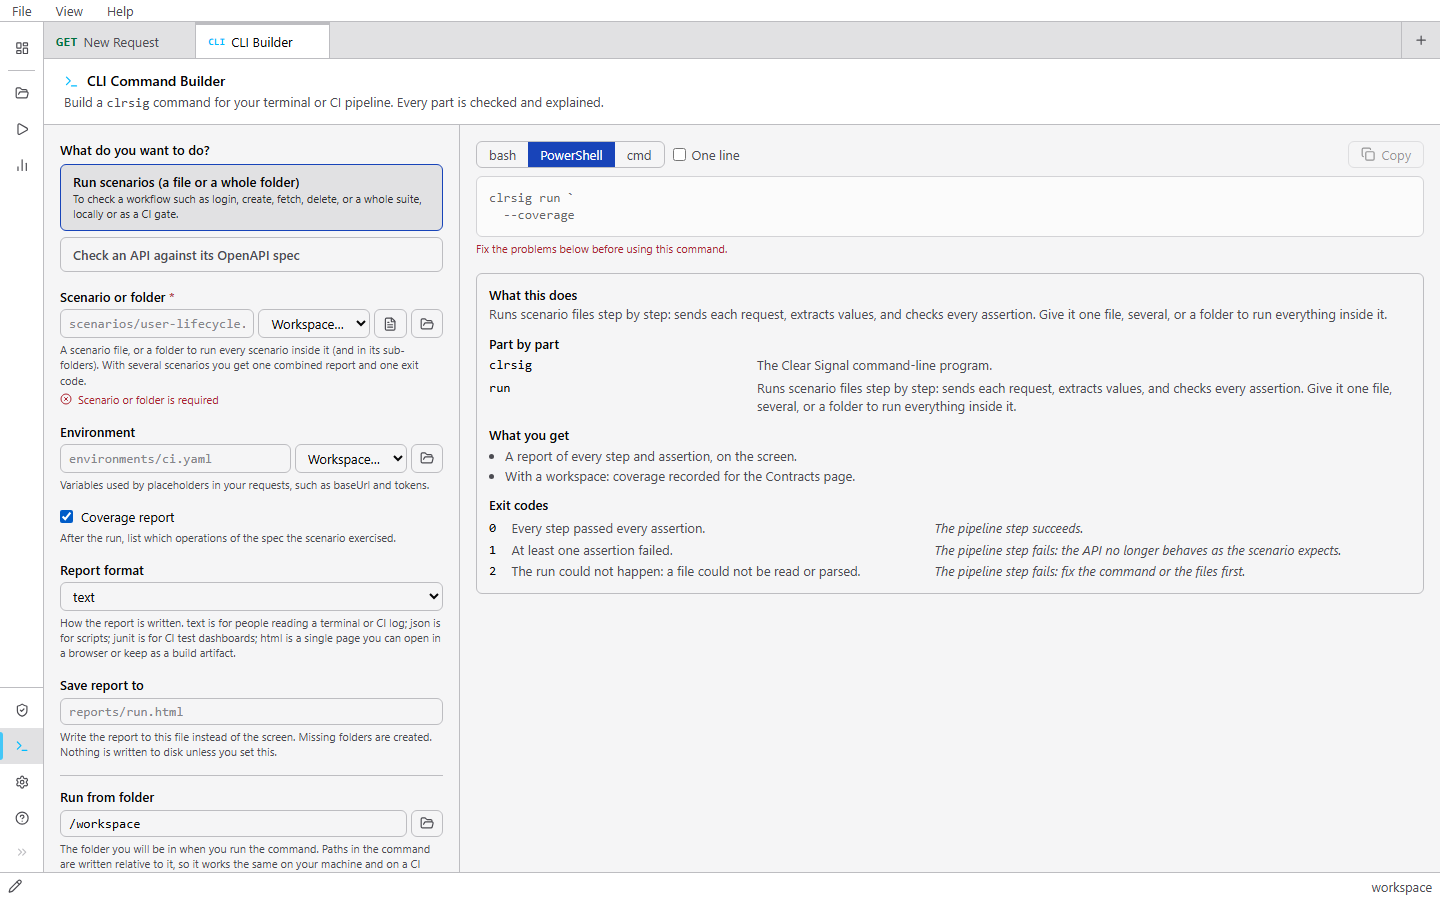 File View Help
GET New Request
CLI CLI Builder
CLI Command Builder
Build a clrsig command for your terminal or CI pipeline. Every part is checked and explained.
What do you want to do?
Run scenarios (a file or a whole folder)
To check a workflow such as login, create, fetch, delete, or a whole suite,
locally or as a CI gate.
Check an API against its OpenAPI spec
Scenario or folder *
scenarios/user-lifecycle.
Workspace...
A scenario file, or a folder to run every scenario inside it (and in its sub-
folders). With several scenarios you get one combined report and one exit
code.
Scenario or folder is required
Environment
environments/ci.yaml
Workspace...
Variables used by placeholders in your requests, such as baseUrl and tokens.
Coverage report
After the run, list which operations of the spec the scenario exercised.
Report format
text
How the report is written. text is for people reading a terminal or CI log; json is
for scripts; junit is for CI test dashboards; html is a single page you can open in
a browser or keep as a build artifact.
Save report to
reports/run.html
Write the report to this file instead of the screen. Missing folders are created.
Nothing is written to disk unless you set this.
Run from folder
/workspace
The folder you will be in when you run the command. Paths in the command
are written relative to it, so it works the same on your machine and on a CI
bash PowerShell cmd One line
Copy
clrsig run `
--coverage
Fix the problems below before using this command.
What this does
Runs scenario files step by step: sends each request, extracts values, and checks every assertion. Give it one file, several, or a folder to run everything inside it.
Part by part
clrsig The Clear Signal command-line program.
run Runs scenario files step by step: sends each request, extracts values, and checks every assertion. Give it one file,
several, or a folder to run everything inside it.
What you get
• A report of every step and assertion, on the screen.
• With a workspace: coverage recorded for the Contracts page.
Exit codes
0 Every step passed every assertion. The pipeline step succeeds.
1 At least one assertion failed. The pipeline step fails: the API no longer behaves as the scenario expects.
2 The run could not happen: a file could not be read or parsed. The pipeline step fails: fix the command or the files first.
workspace